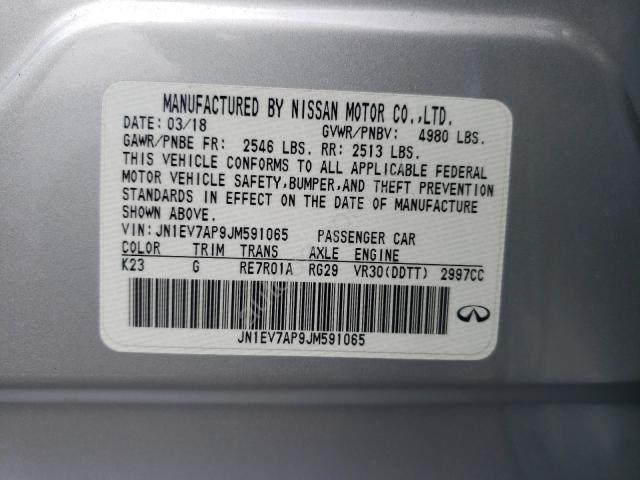 MANUFACTURED BY NISSAN MOTOR CO.,LTD.
DATE: 03/18 GVWR/PNBV: 4980 LBS.
GAWR/PNBE FR: 2546 LBS. RR: 2513 LBS.
THIS VEHICLE CONFORMS TO ALL APPLICABLE FEDERAL
MOTOR VEHICLE SAFETY,BUMPER,AND THEFT PREVENTION
STANDARDS IN EFFECT ON THE DATE OF MANUFACTURE
SHOWN ABOVE.
VIN: JN1EV7AP9JM591065 PASSENGER CAR
COLOR TRIM TRANS AXLE ENGINE
K23 G RE7R01A RG29 VR30(DDTT) 2997CC
JN1EV7AP9JM591065